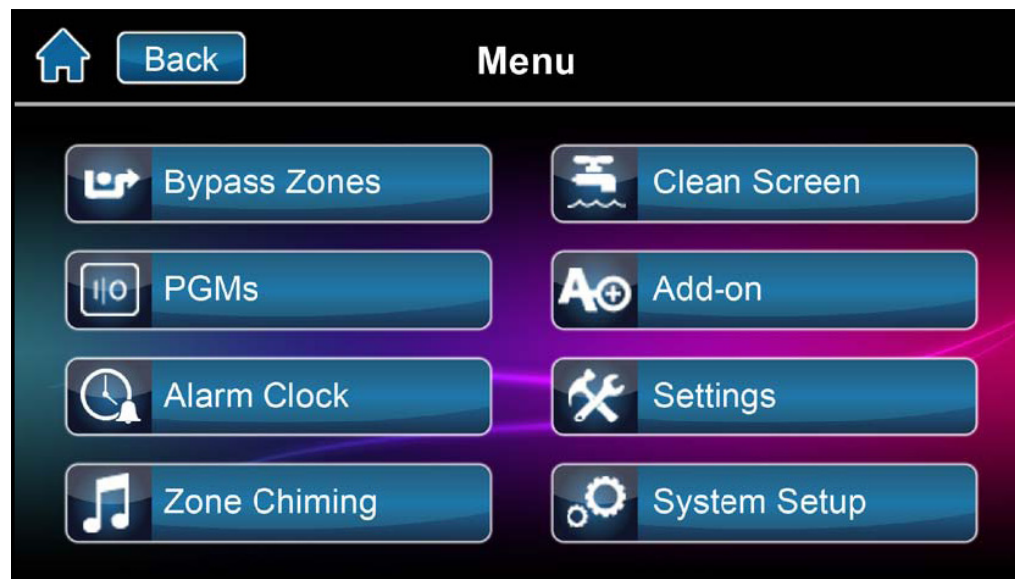 Back
Menu
Bypass Zones
Clean Screen
PGMs
Add-on
Alarm Clock
Settings
Zone Chiming
System Setup